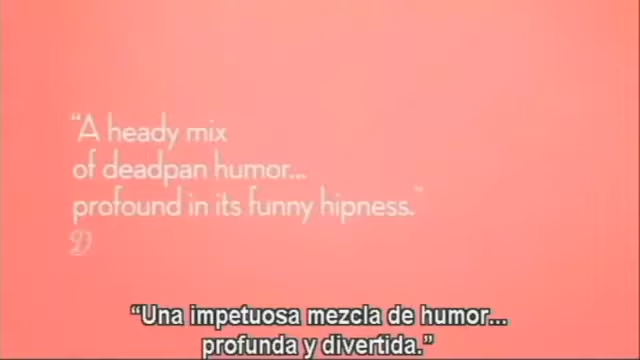 “A heady mix
of deadpan humor...
profound in its funny hipness.”
D
“Una impetuosa mezcla de humor...
profunda y divertida.”